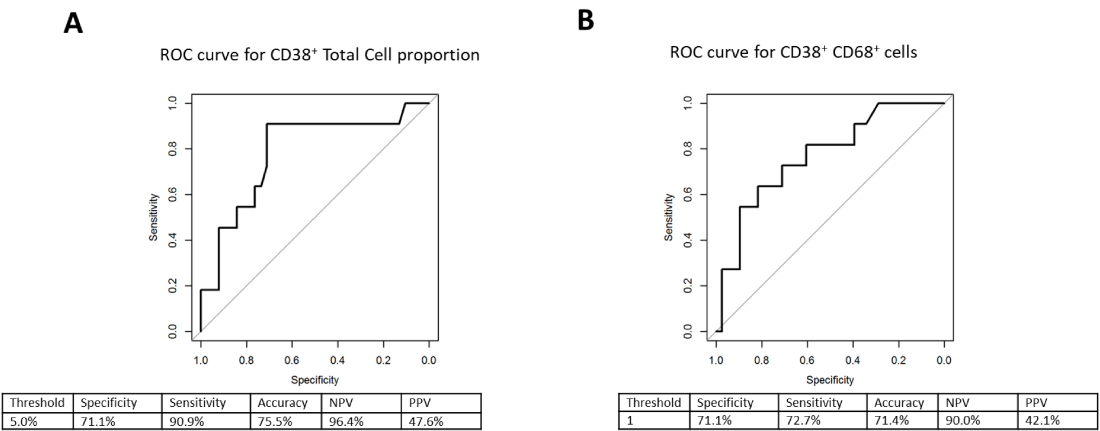 A
ROC curve for CD38⁺ Total Cell proportion
1.0
0.8
0.6
0.4
0.2
0.0
Sensitivity
1.0 0.8 0.6 0.4 0.2 0.0
Specificity
Threshold Specificity Sensitivity Accuracy NPV PPV
5.0% 71.1% 90.9% 75.5% 96.4% 47.6%
B
ROC curve for CD38⁺ CD68⁺ cells
1.0
0.8
0.6
0.4
0.2
0.0
Sensitivity
1.0 0.8 0.6 0.4 0.2 0.0
Specificity
Threshold Specificity Sensitivity Accuracy NPV PPV
1 71.1% 72.7% 71.4% 90.0% 42.1%